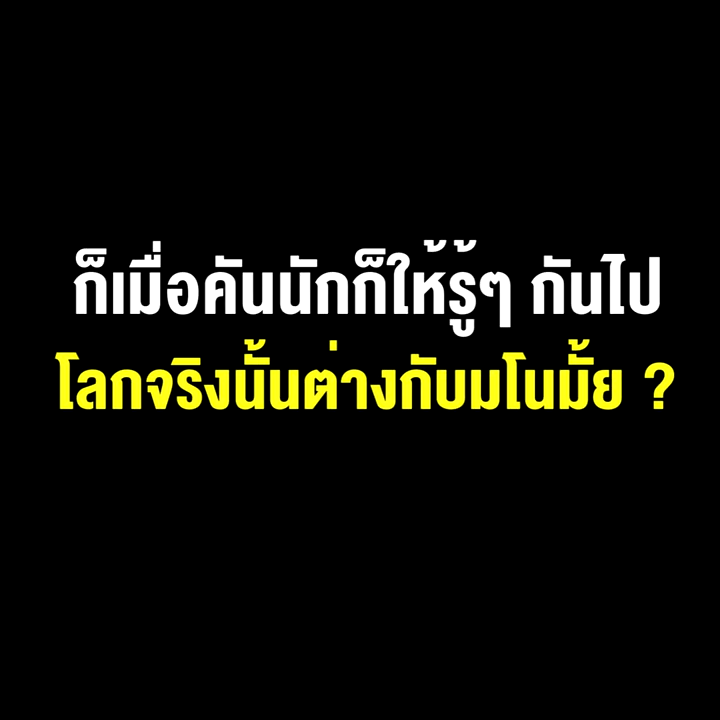 ก็เมื่อคันนักก็ให้รู้ๆ กันไป
โลกจริงนั้นต่างกับมโนมั้ย ?